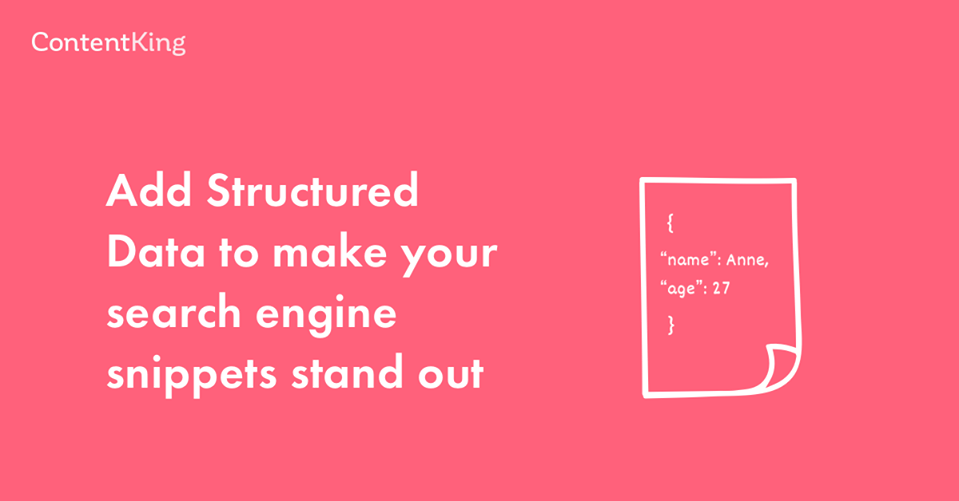 ContentKing
Add Structured
Data to make your
search engine
snippets stand out
{
“name”: Anne,
“age”: 27
}